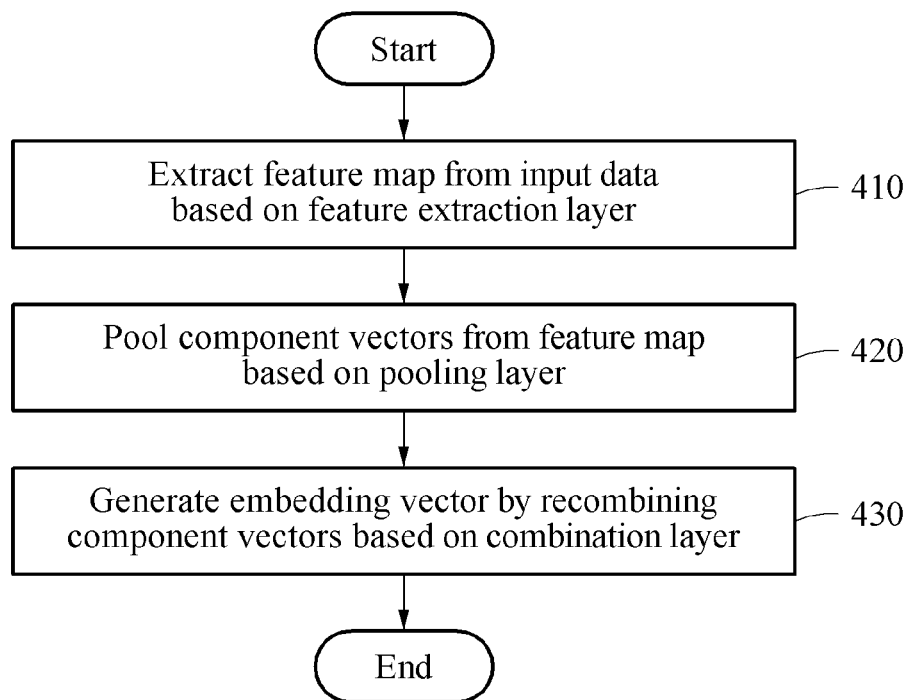 Start
Extract feature map from input data
based on feature extraction layer
410
Pool component vectors from feature map
based on pooling layer
420
Generate embedding vector by recombining
component vectors based on combination layer
430
End